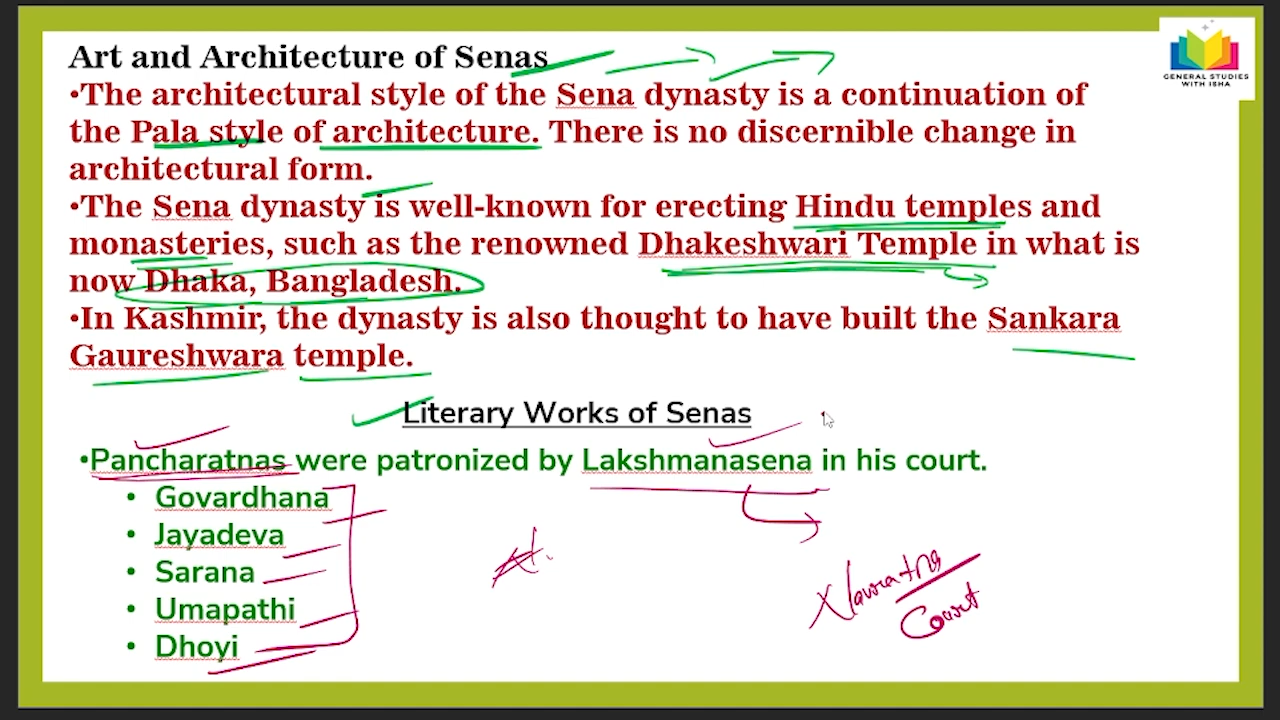 Art and Architecture of Senas
GENERAL STUDIES
WITH ISHA
•The architectural style of the Sena dynasty is a continuation of
the Pala style of architecture. There is no discernible change in
architectural form.
•The Sena dynasty is well-known for erecting Hindu temples and
monasteries, such as the renowned Dhakeshwari Temple in what is
now Dhaka, Bangladesh.
•In Kashmir, the dynasty is also thought to have built the Sankara
Gaureshwara temple.
Literary Works of Senas
•Pancharatnas were patronized by Lakshmanasena in his court.
• Govardhana
• Jayadeva
• Sarana
• Umapathi
• Dhoyi
Navratna
Court